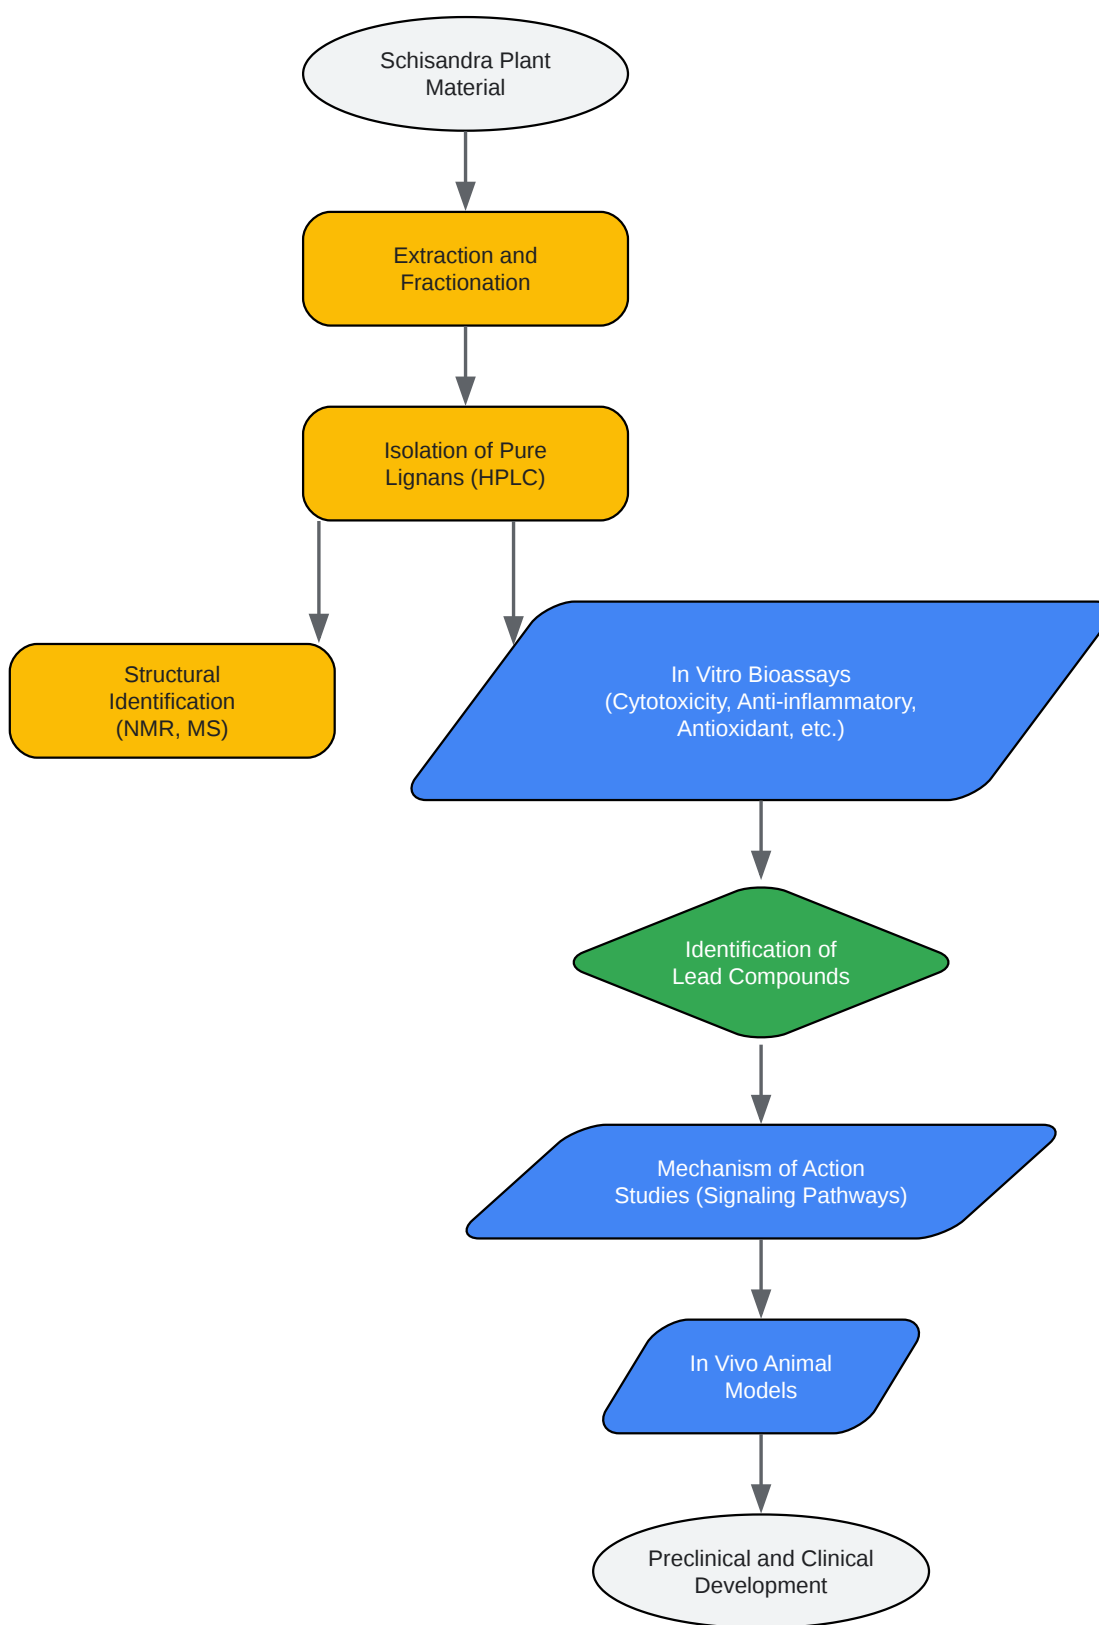 Schisandra Plant
Material
Extraction and
Fractionation
Isolation of Pure
Lignans (HPLC)
Structural
Identification
(NMR, MS)
In Vitro Bioassays
(Cytotoxicity, Anti-inflammatory,
Antioxidant, etc.)
Identification of
Lead Compounds
Mechanism of Action
Studies (Signaling Pathways)
In Vivo Animal
Models
Preclinical and Clinical
Development